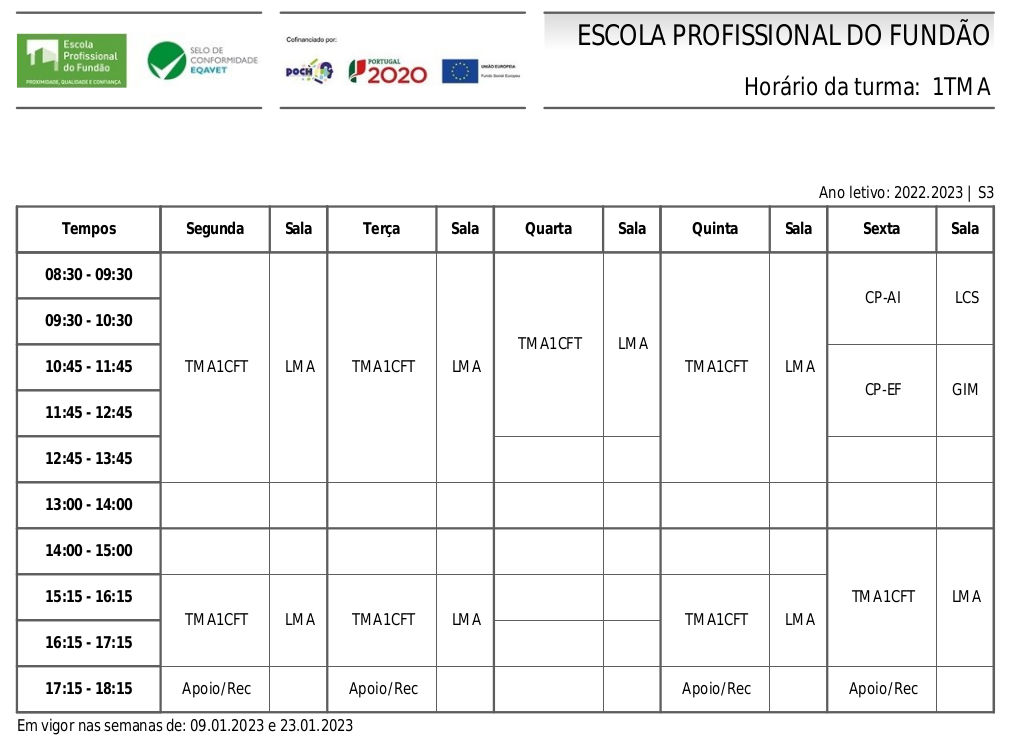 Escola
Profissional
do Fundão
PROXIMIDADE, QUALIDADE E CONFIANÇA
SELO DE
CONFORMIDADE
EQAVET
Cofinanciado por:
POCH
PORTUGAL
2020
UNIÃO EUROPEIA
Fundo Social Europeu
ESCOLA PROFISSIONAL DO FUNDÃO
Horário da turma: 1TMA
Ano letivo: 2022.2023 | S3
Tempos Segunda Sala Terça Sala Quarta Sala Quinta Sala Sexta Sala
08:30 - 09:30
CP-AI LCS
09:30 - 10:30
TMA1CFT LMA
10:45 - 11:45 TMA1CFT LMA TMA1CFT LMA TMA1CFT LMA
CP-EF GIM
11:45 - 12:45
12:45 - 13:45
13:00 - 14:00
14:00 - 15:00
15:15 - 16:15 TMA1CFT LMA
TMA1CFT LMA TMA1CFT LMA TMA1CFT LMA
16:15 - 17:15
17:15 - 18:15 Apoio/Rec Apoio/Rec Apoio/Rec Apoio/Rec
Em vigor nas semanas de: 09.01.2023 e 23.01.2023